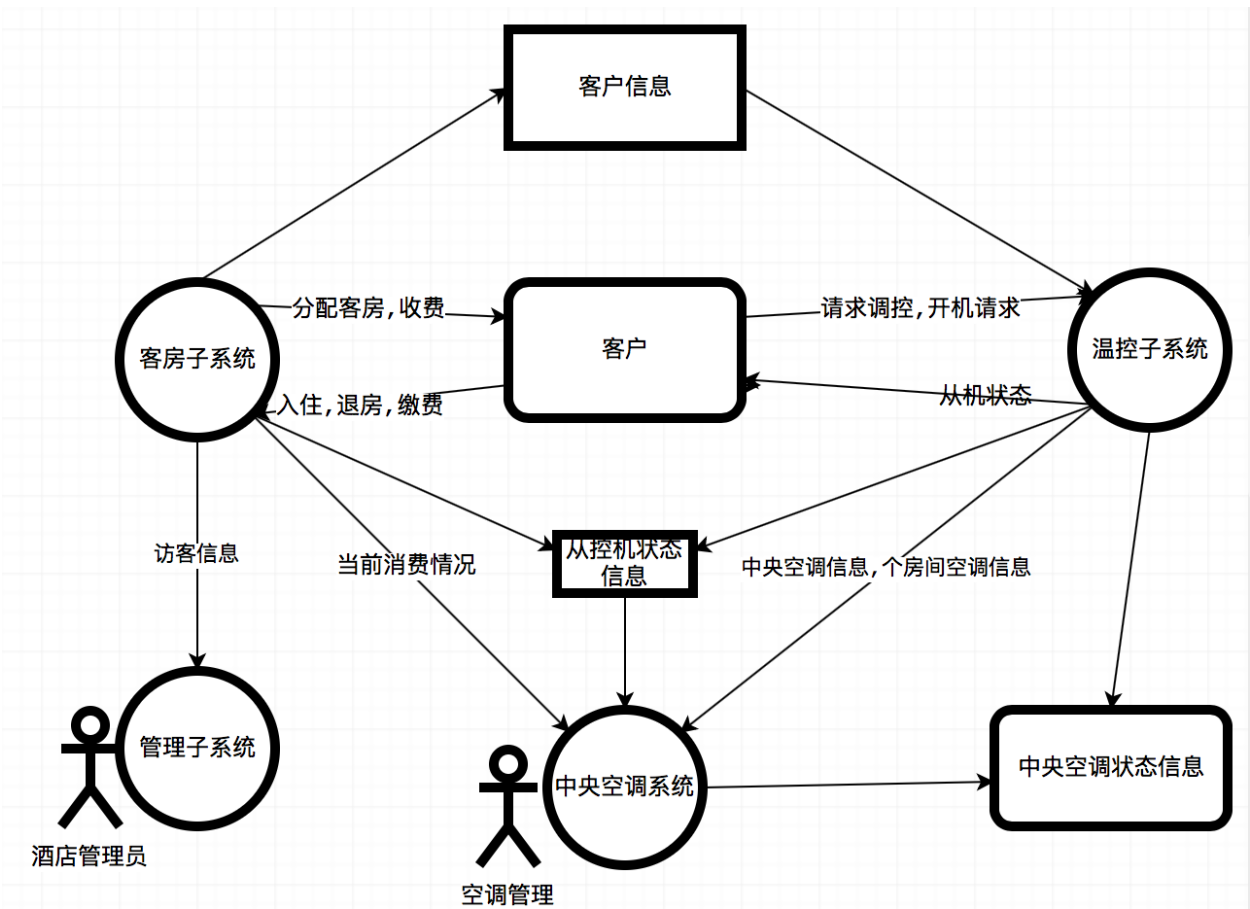 客户信息
分配客房,收费
客户
请求调控,开机请求
客房子系统
温控子系统
入住,退房,缴费
从机状态
访客信息
当前消费情况
从控机状态
信息
中央空调信息,个房间空调信息
管理子系统
中央空调系统
中央空调状态信息
酒店管理员
空调管理